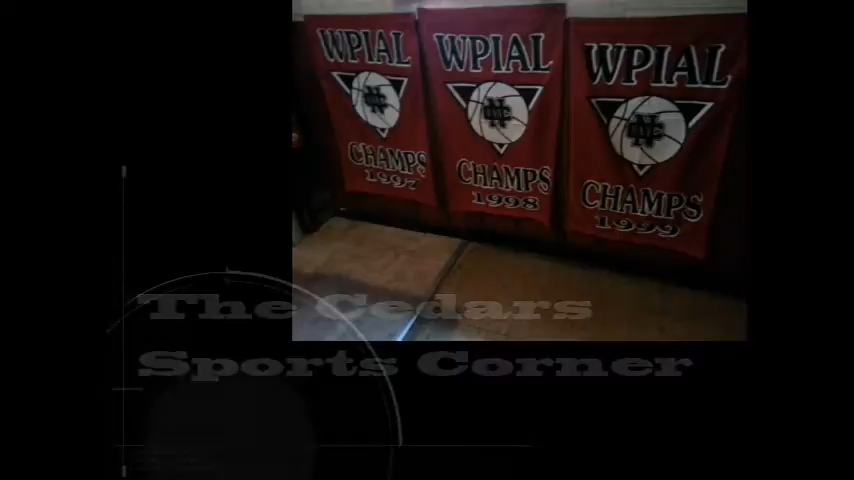 WPIAL
CHAMPS
1997
WPIAL
N
CHAMPS
1998
WPIAL
N
CHAMPS
1999
The Cedars
Sports Corner